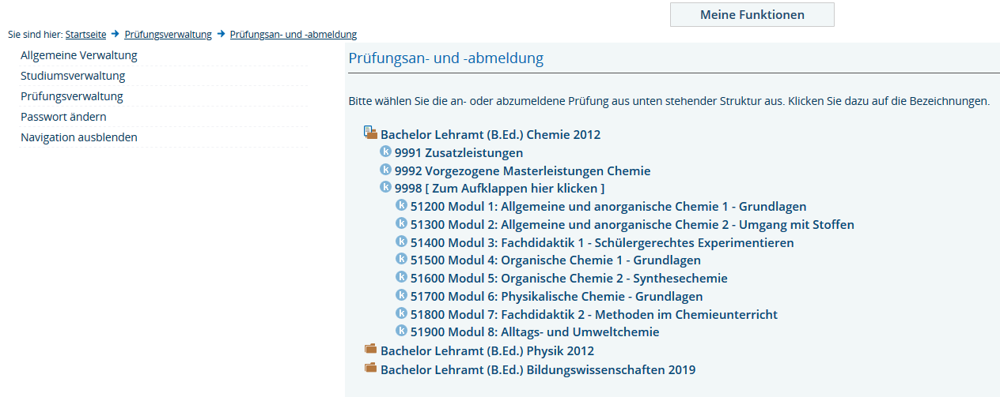 Meine Funktionen
Sie sind hier: Startseite → Prüfungsverwaltung → Prüfungsan- und -abmeldung
Allgemeine Verwaltung
Studiumsverwaltung
Prüfungsverwaltung
Passwort ändern
Navigation ausblenden
Prüfungsan- und -abmeldung
Bitte wählen Sie die an- oder abzumeldene Prüfung aus unten stehender Struktur aus. Klicken Sie dazu auf die Bezeichnungen.
Bachelor Lehramt (B.Ed.) Chemie 2012
k 9991 Zusatzleistungen
k 9992 Vorgezogene Masterleistungen Chemie
k 9998 [ Zum Aufklappen hier klicken ]
k 51200 Modul 1: Allgemeine und anorganische Chemie 1 - Grundlagen
k 51300 Modul 2: Allgemeine und anorganische Chemie 2 - Umgang mit Stoffen
k 51400 Modul 3: Fachdidaktik 1 - Schülergerechtes Experimentieren
k 51500 Modul 4: Organische Chemie 1 - Grundlagen
k 51600 Modul 5: Organische Chemie 2 - Synthesechemie
k 51700 Modul 6: Physikalische Chemie - Grundlagen
k 51800 Modul 7: Fachdidaktik 2 - Methoden im Chemieunterricht
k 51900 Modul 8: Alltags- und Umweltchemie
Bachelor Lehramt (B.Ed.) Physik 2012
Bachelor Lehramt (B.Ed.) Bildungswissenschaften 2019